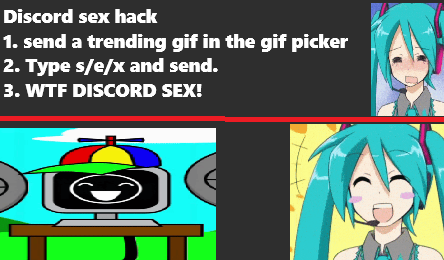 Discord sex hack
1. send a trending gif in the gif picker
2. Type s/e/x and send.
3. WTF DISCORD SEX!